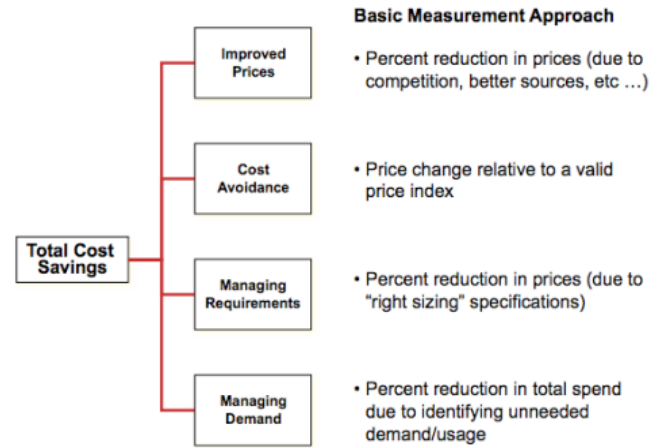 Basic Measurement Approach
Improved
Prices
• Percent reduction in prices (due to
competition, better sources, etc ...)
Cost
Avoidance
• Price change relative to a valid
price index
Total Cost
Savings
Managing
Requirements
• Percent reduction in prices (due to
“right sizing” specifications)
Managing
Demand
• Percent reduction in total spend
due to identifying unneeded
demand/usage